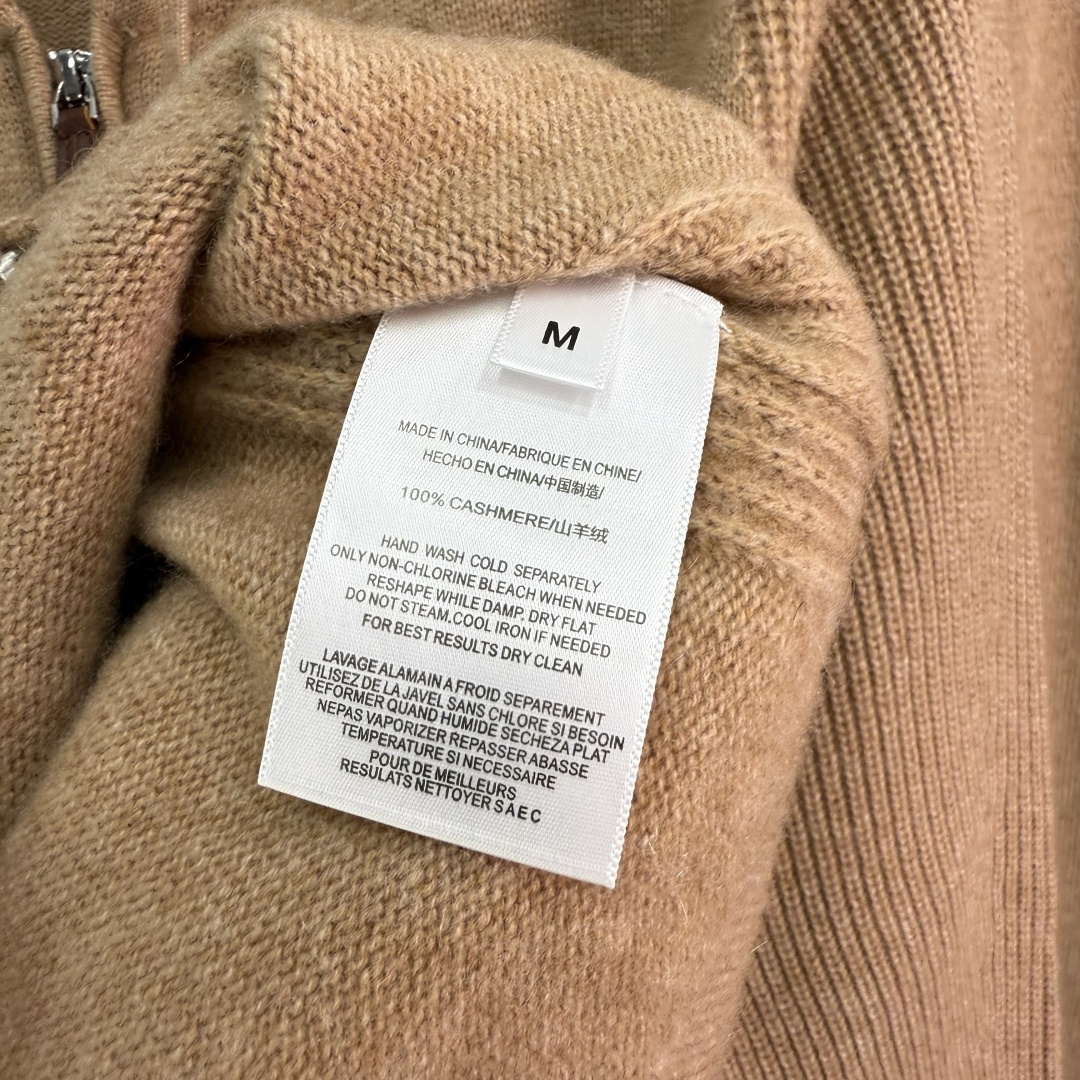 M
MADE IN CHINA/FABRIQUE EN CHINE/
HECHO EN CHINA/中国制造/
100% CASHMERE/山羊绒
HAND WASH COLD SEPARATELY
ONLY NON-CHLORINE BLEACH WHEN NEEDED
RESHAPE WHILE DAMP. DRY FLAT
DO NOT STEAM.COOL IRON IF NEEDED
FOR BEST RESULTS DRY CLEAN
LAVAGE ALAMAIN A FROID SEPAREMENT
UTILISEZ DE LA JAVEL SANS CHLORE SI BESOIN
REFORMER QUAND HUMIDE SECHEZA PLAT
NEPAS VAPORIZER REPASSER ABASSE
TEMPERATURE SI NECESSAIRE
POUR DE MEILLEURS
RESULATS NETTOYER S A E C